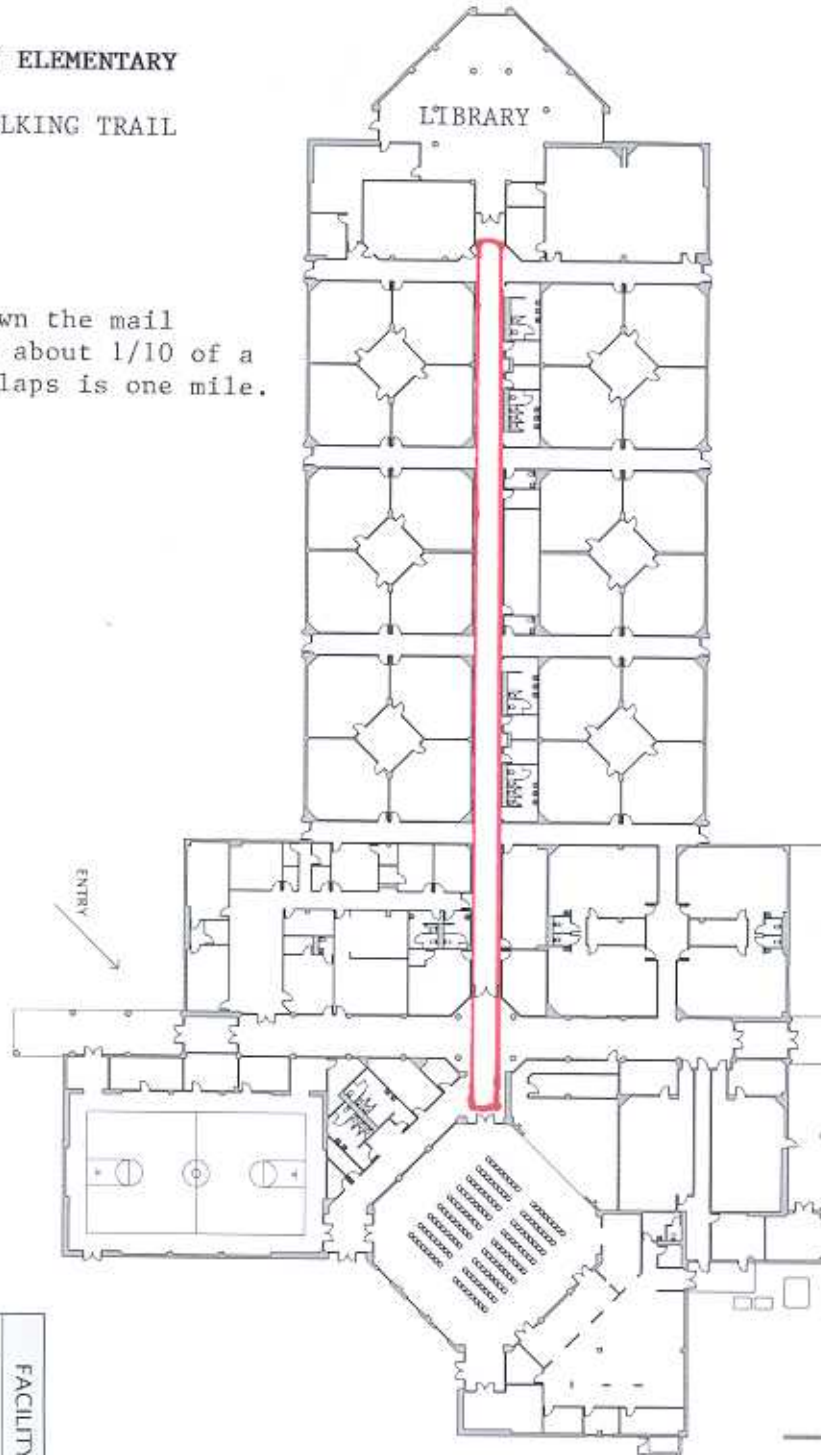 ELEMENTARY
LKING TRAIL
LIBRARY
wn the mail
about 1/10 of a
laps is one mile.
ENTRY
FACILITY